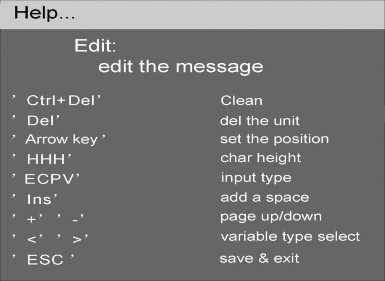 Help...
Edit:
edit the message
' Ctrl+Del' Clean
' Del' del the unit
' Arrow key' set the position
' HHH' char height
' ECPV' input type
' Ins' add a space
' +' ' -' page up/down
' <' ' >' variable type select
' ESC ' save & exit